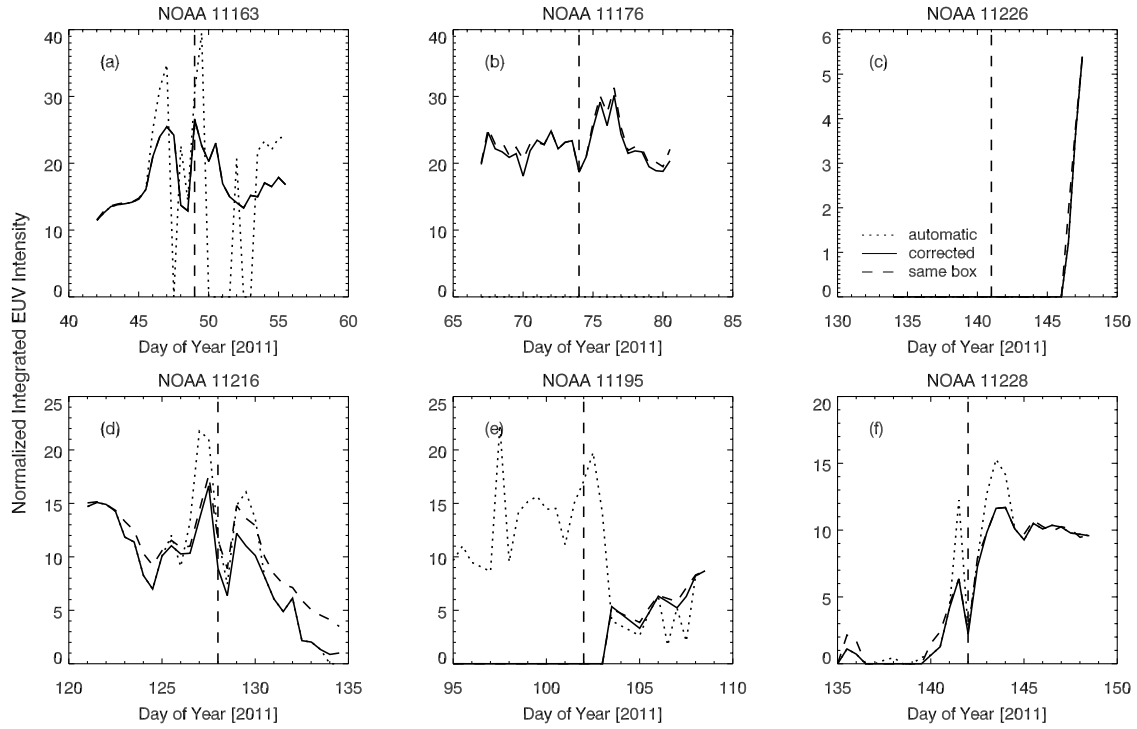 NOAA 11163
NOAA 11176
NOAA 11226
(a)
(b)
(c)
40
30
20
10
0
40
30
20
10
0
6
5
4
3
2
1
0
automatic
corrected
same box
40 45 50 55 60
65 70 75 80 85
130 135 140 145 150
Day of Year [2011]
Day of Year [2011]
Day of Year [2011]
Normalized Integrated EUV Intensity
NOAA 11216
NOAA 11195
NOAA 11228
(d)
(e)
(f)
25
20
15
10
5
0
25
20
15
10
5
0
20
15
10
5
0
120 125 130 135
95 100 105 110
135 140 145 150
Day of Year [2011]
Day of Year [2011]
Day of Year [2011]